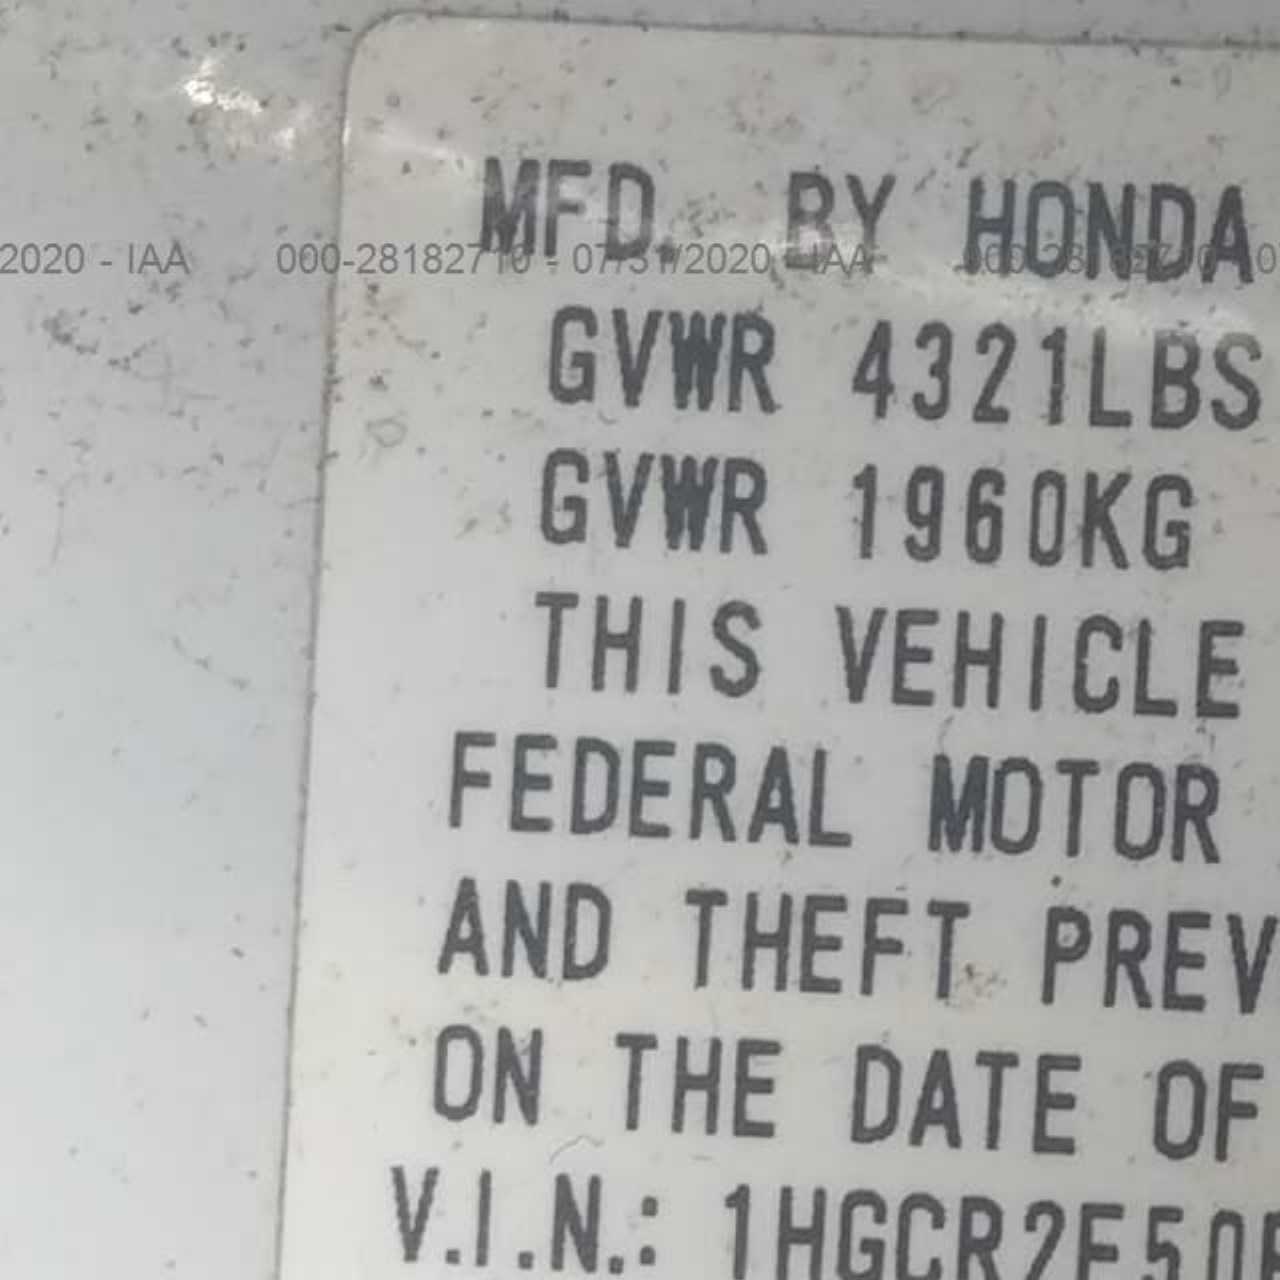 MFD. BY HONDA
2020 - IAA 000-28182710 - 07/31/2020 - IAA
GVWR 4321LBS
GVWR 1960KG
THIS VEHICLE
FEDERAL MOTOR
AND THEFT PREV
ON THE DATE OF
V.I.N.: 1HGCR2F50